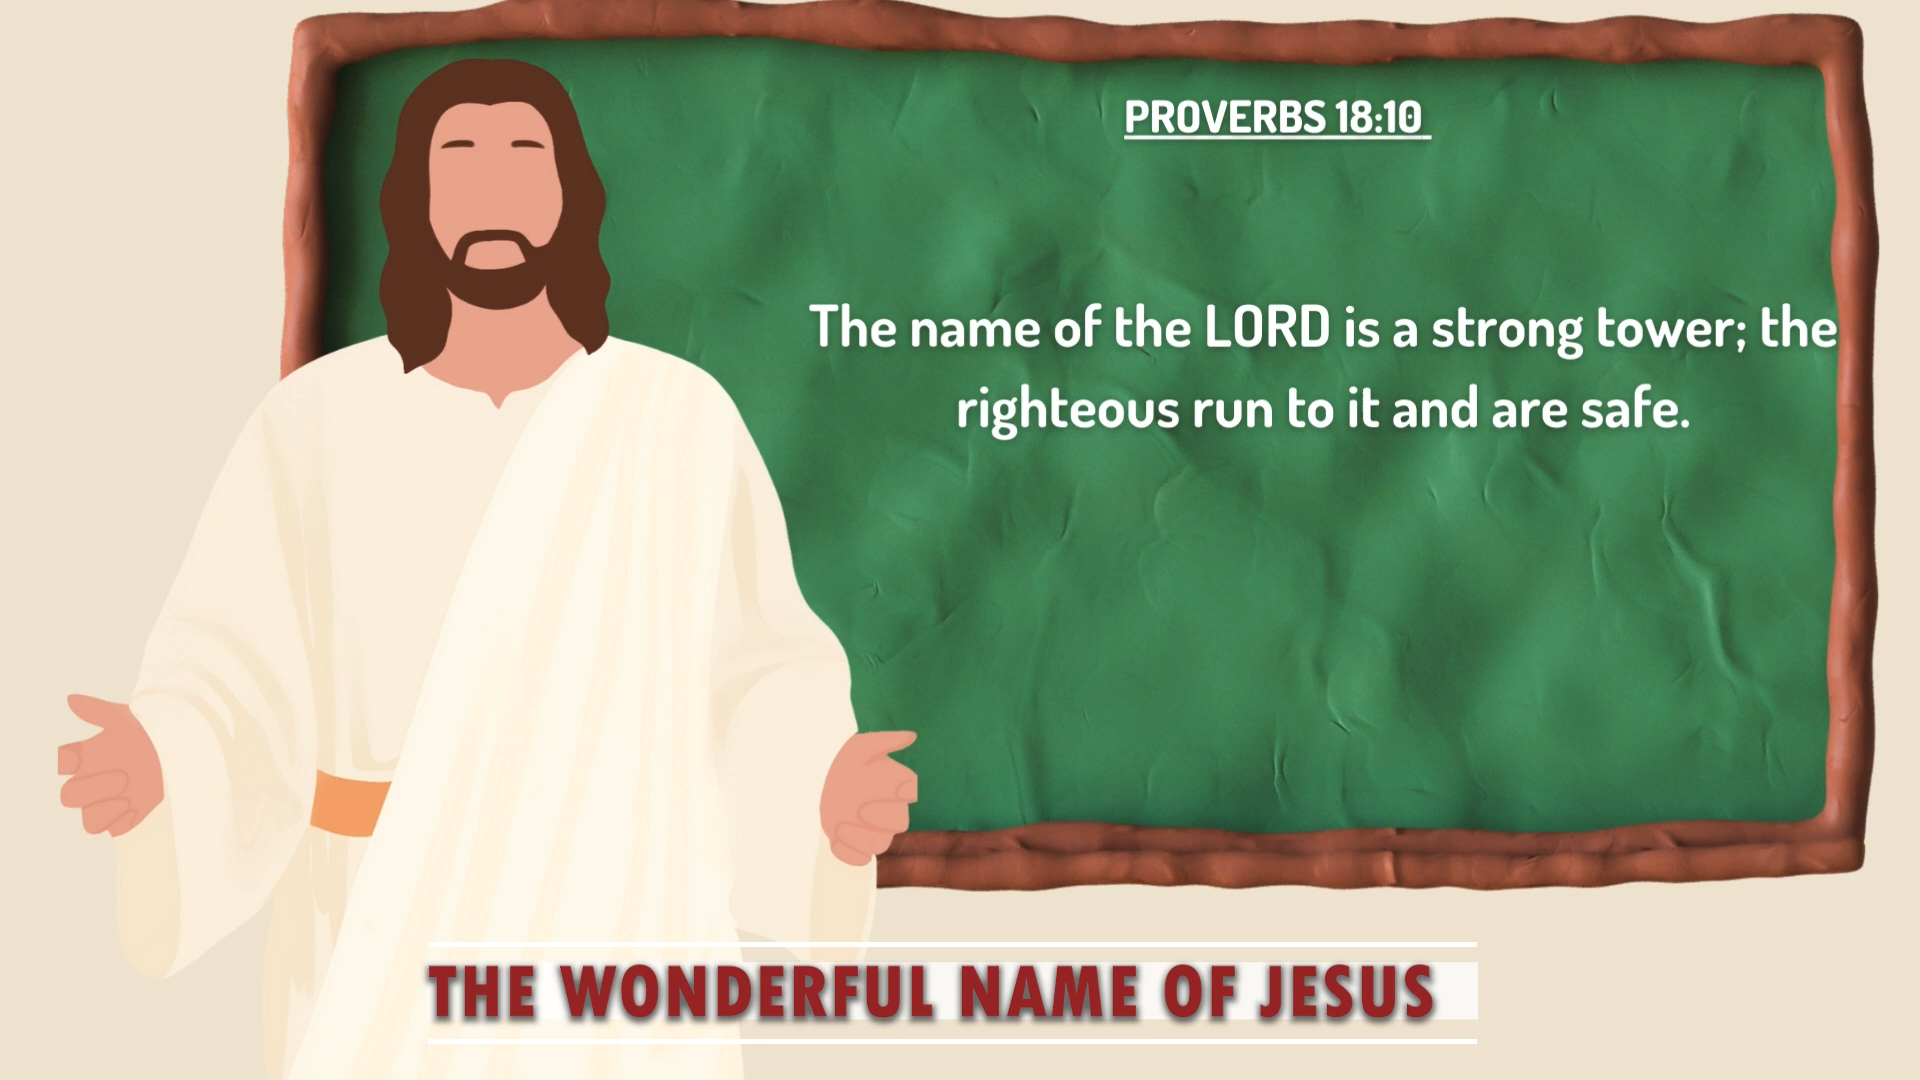 PROVERBS 18:10
The name of the LORD is a strong tower; the
righteous run to it and are safe.
THE WONDERFUL NAME OF JESUS